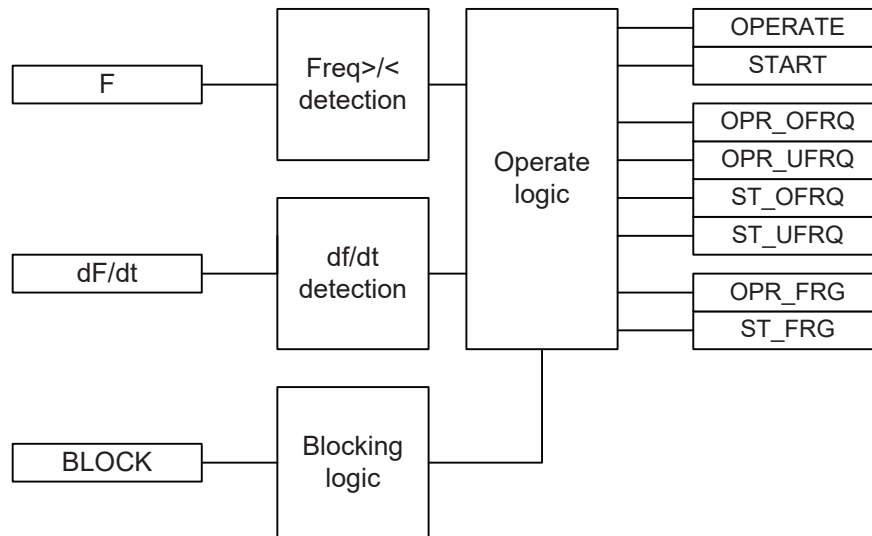 F
Freq>/<
detection
dF/dt
df/dt
detection
BLOCK
Blocking
logic
Operate
logic
OPERATE
START
OPR_OFRQ
OPR_UFRQ
ST_OFRQ
ST_UFRQ
OPR_FRG
ST_FRG